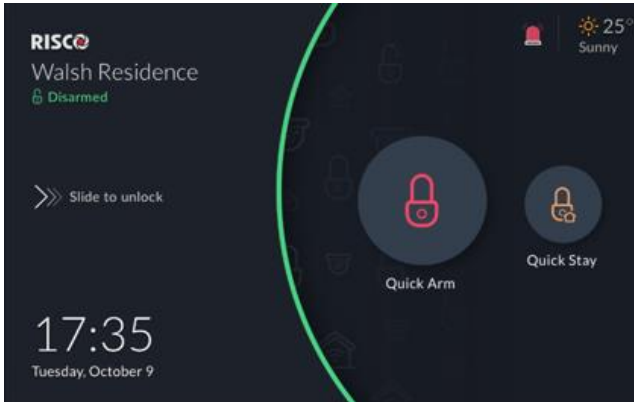 RISCO
Walsh Residence
Disarmed
25°
Sunny
Slide to unlock
Quick Arm
Quick Stay
17:35
Tuesday, October 9